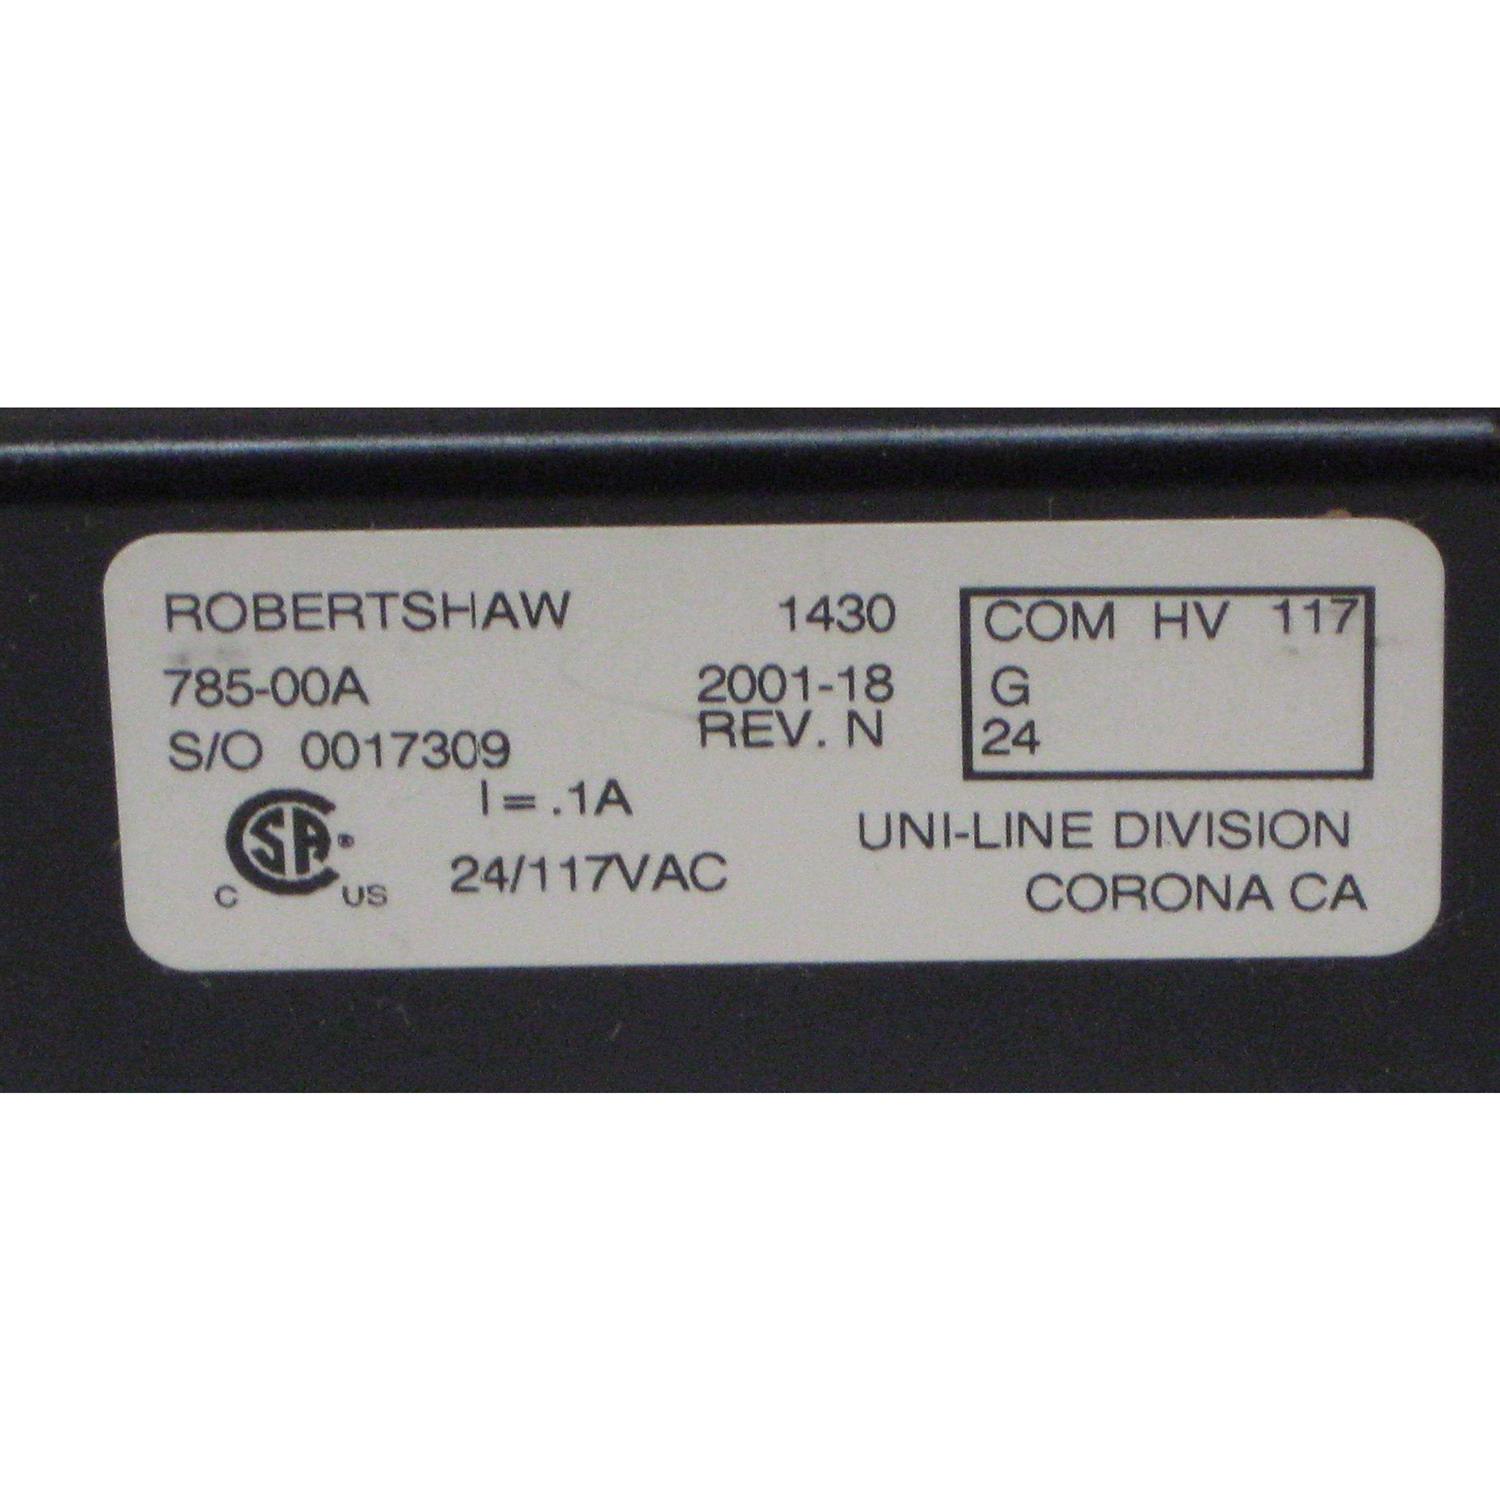 ROBERTSHAW 1430
785-00A 2001-18
REV. N
S/O 0017309
I = .1A
24/117VAC
C SA® US
COM HV 117
G
24
UNI-LINE DIVISION
CORONA CA